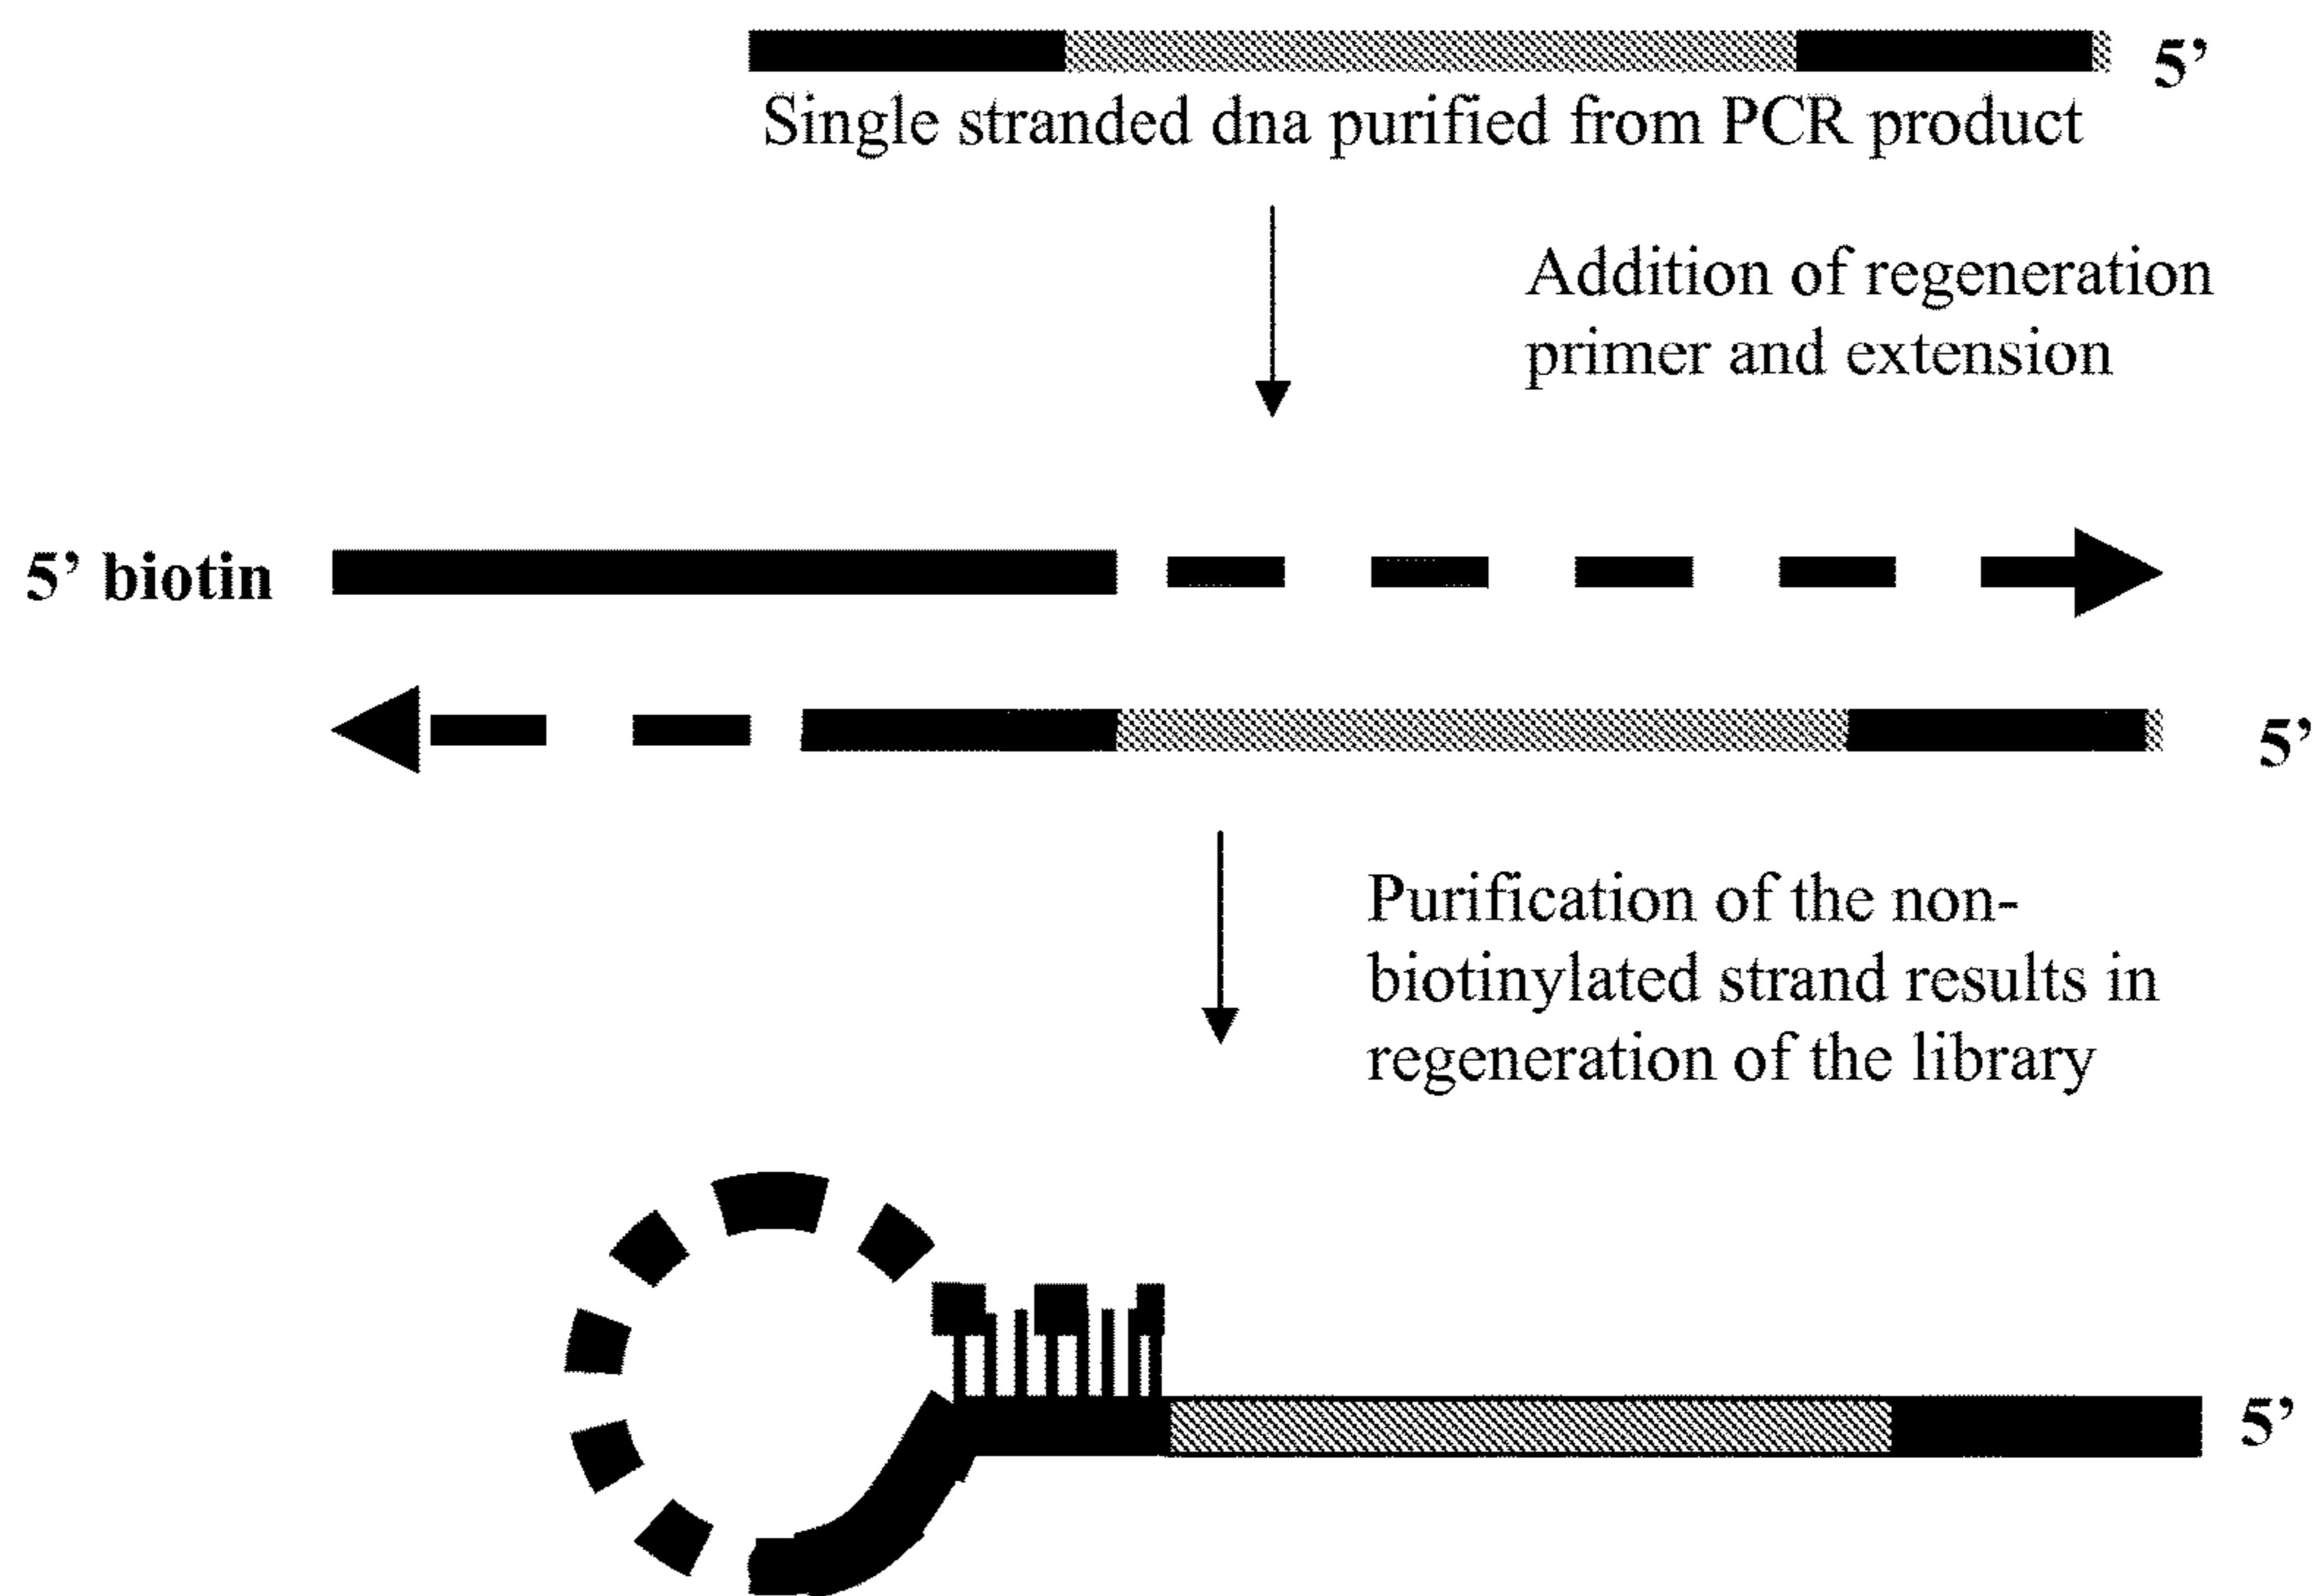 5’
Single stranded dna purified from PCR product
Addition of regeneration
primer and extension
5’ biotin
5’
Purification of the non-
biotinylated strand results in
regeneration of the library
5’